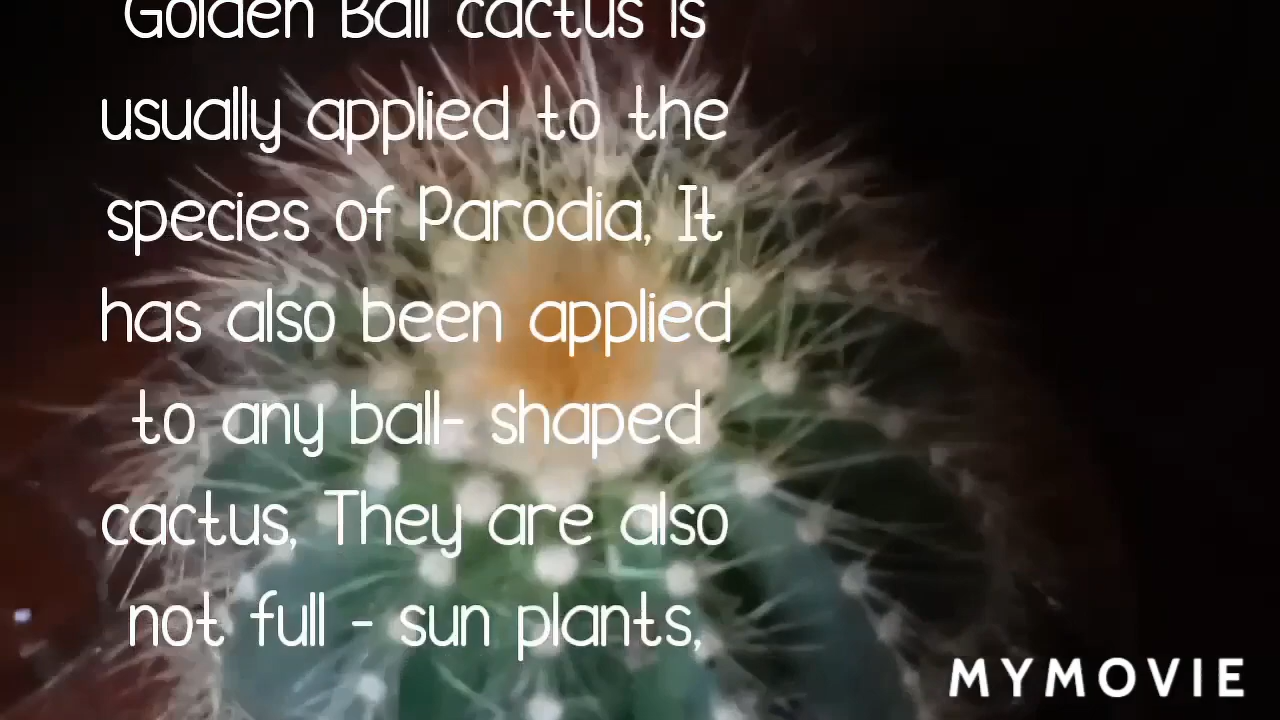 Golden Ball cactus is
usually applied to the
species of Parodia, It
has also been applied
to any ball- shaped
cactus, They are also
not full - sun plants,
MYMOVIE